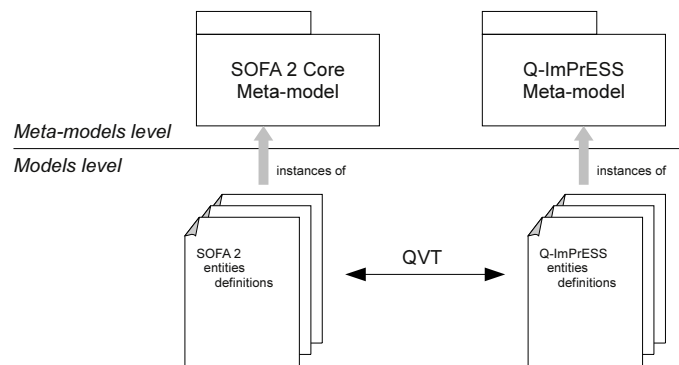 SOFA 2 Core
Meta-model
Q-ImPrESS
Meta-model
Meta-models level
Models level
instances of
instances of
SOFA 2
entities
definitions
QVT
Q-ImPrESS
entities
definitions